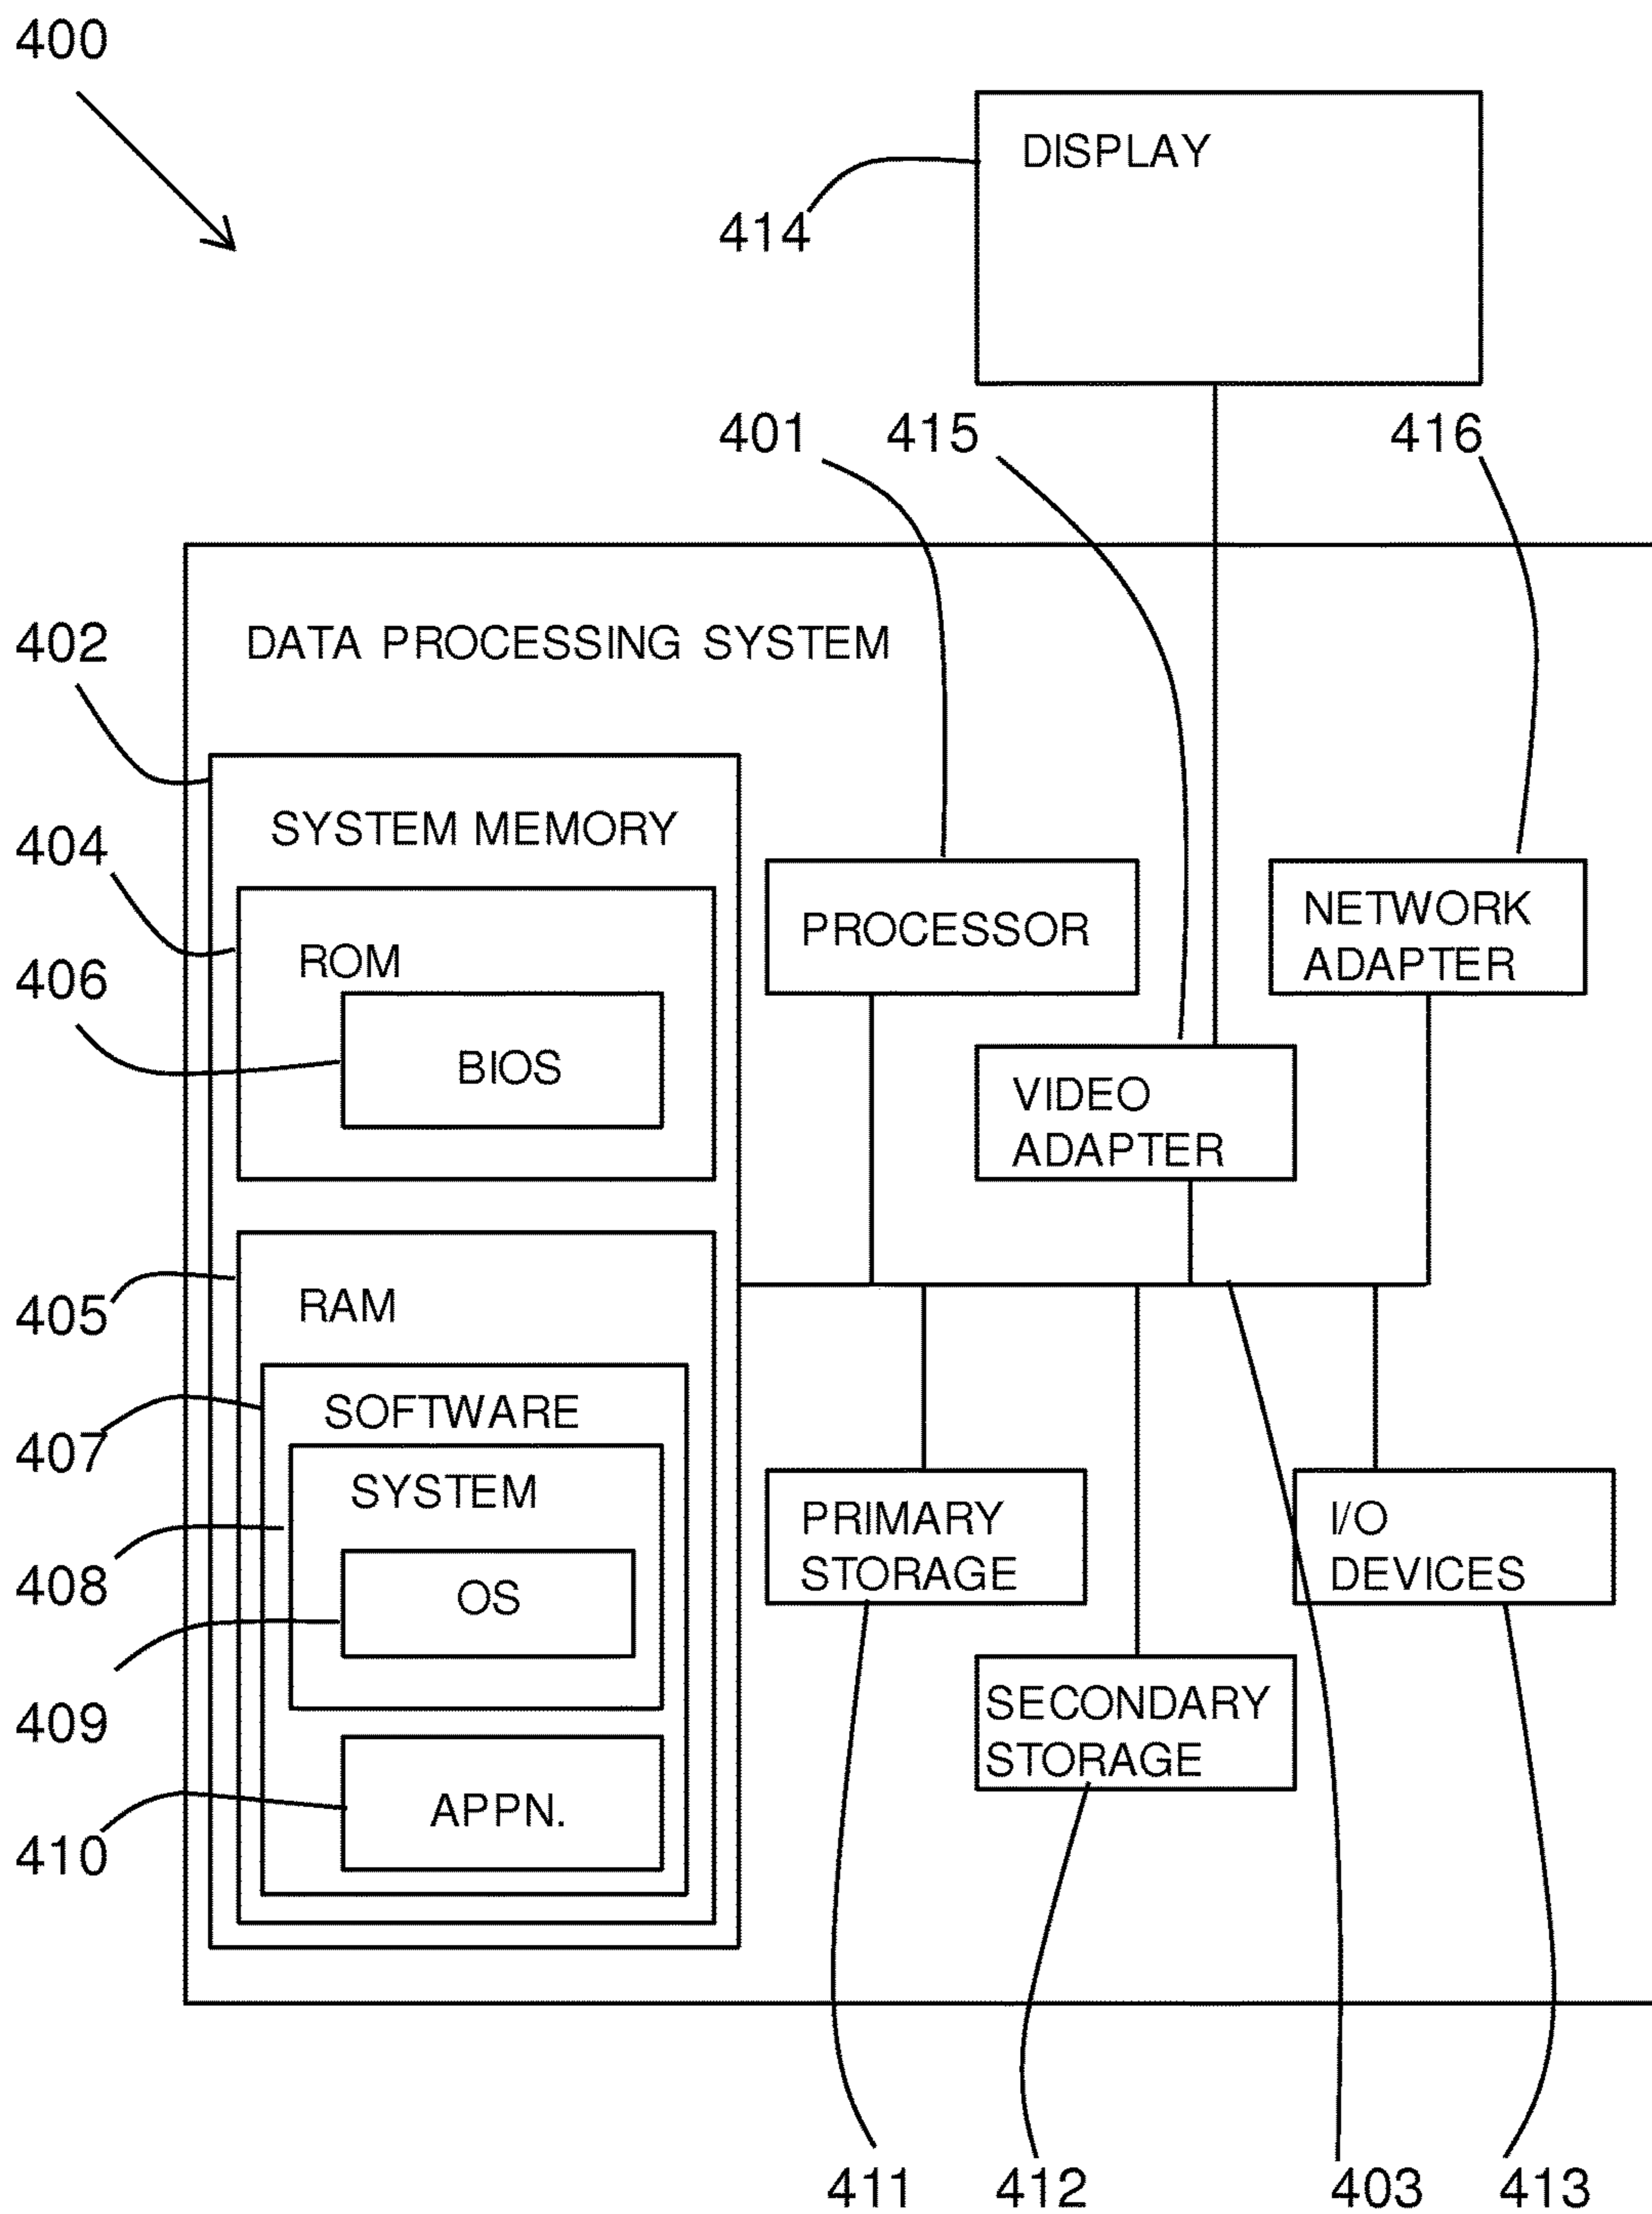 400
DISPLAY
414
401
415
416
402
DATA PROCESSING SYSTEM
SYSTEM MEMORY
404
ROM
406
BIOS
PROCESSOR
NETWORK
ADAPTER
VIDEO
ADAPTER
405
RAM
407
SOFTWARE
SYSTEM
408
OS
409
410
APPN.
PRIMARY
STORAGE
I/O
DEVICES
SECONDARY
STORAGE
411
412
403
413